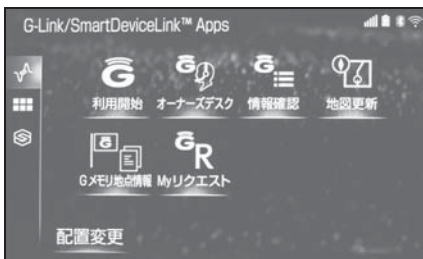 G-Link/SmartDeviceLink™ Apps
利用開始 オーナーズデスク 情報確認 地図更新
Gメモリ地点情報 Myリクエスト
配置変更